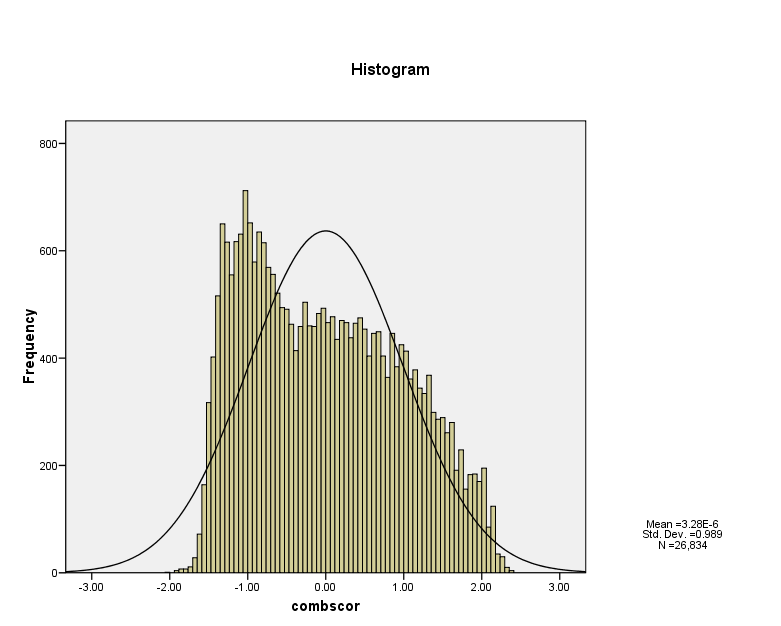 Histogram
800
600
400
200
0
Frequency
-3.00 -2.00 -1.00 0.00 1.00 2.00 3.00
combscor
Mean =3.28E-6
Std. Dev. =0.989
N =26,834